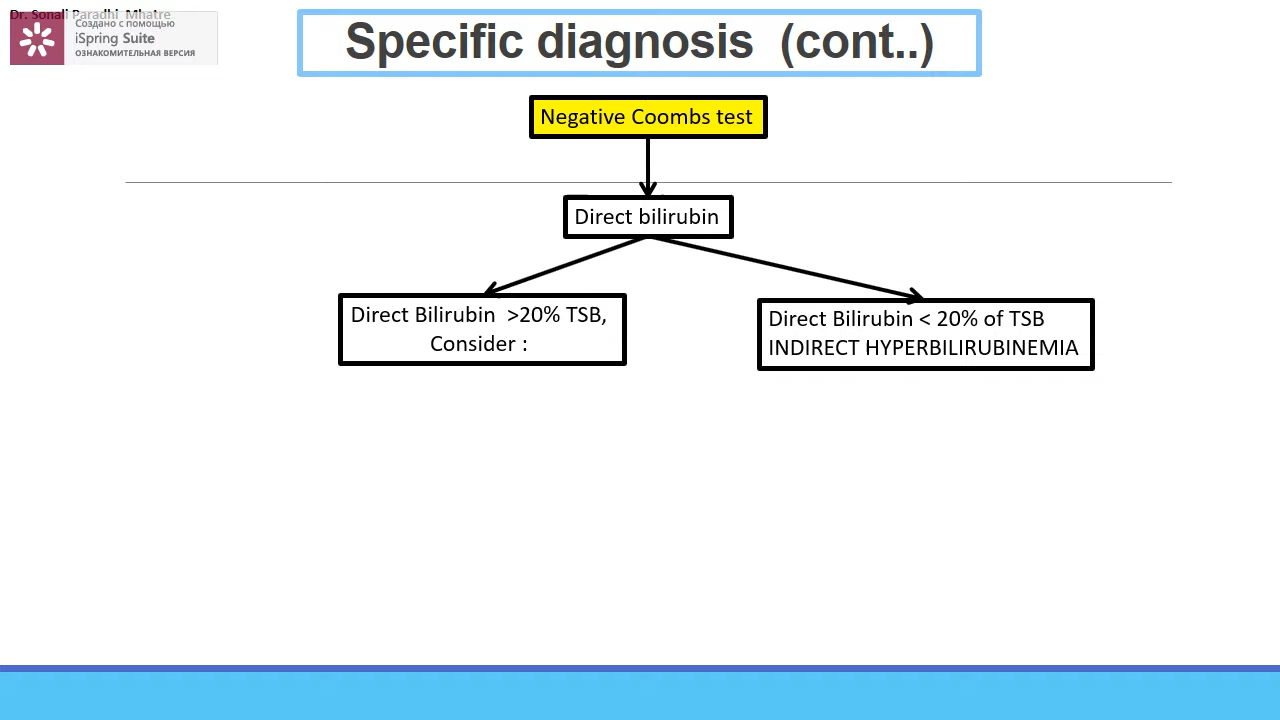 Dr. Sonali Paradhi Mhatre
Создано с помощью
iSpring Suite
ОЗНАКОМИТЕЛЬНАЯ ВЕРСИЯ
Specific diagnosis (cont..)
Negative Coombs test
Direct bilirubin
Direct Bilirubin >20% TSB,
Consider :
Direct Bilirubin < 20% of TSB
INDIRECT HYPERBILIRUBINEMIA